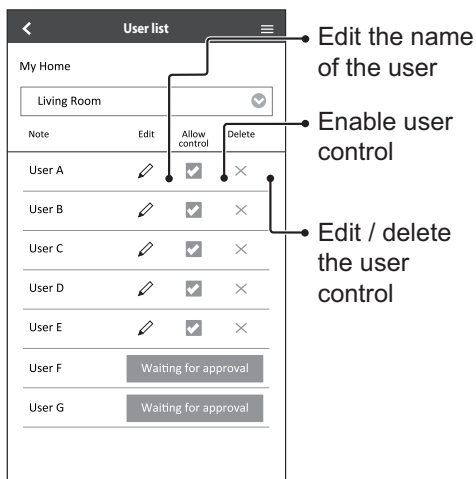 User list
My Home
Living Room
Note Edit Allow control Delete
User A
User B
User C
User D
User E
User F Waiting for approval
User G Waiting for approval
Edit the name
of the user
Enable user
control
Edit / delete
the user
control